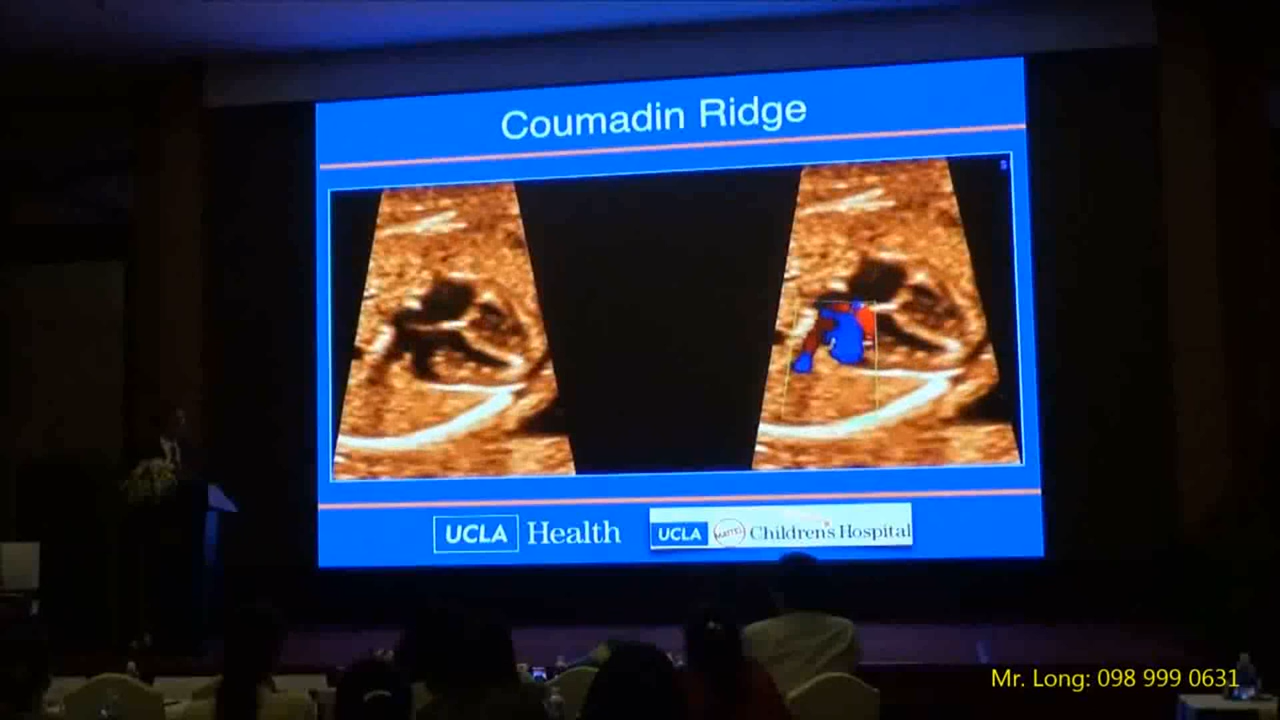 Coumadin Ridge
UCLA Health
UCLA Children's Hospital
Mr. Long: 098 999 0631